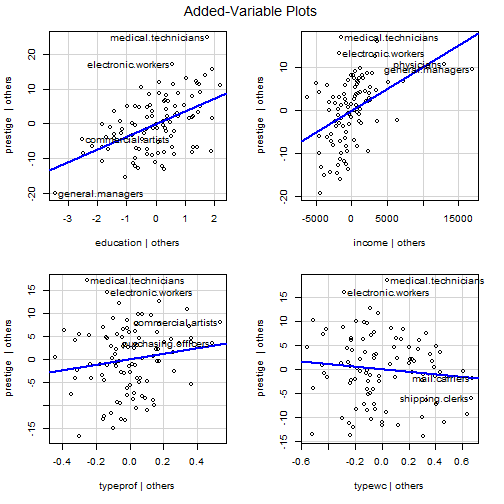 Added-Variable Plots
medical.technicians
electronic.workers
commercial.artists
general.managers
-20 -10 0 10 20
-3 -2 -1 0 1 2
prestige | others
education | others
medical.technicians
electronic.workers
physicians
general.managers
-20 -10 0 10
-5000 0 5000 15000
prestige | others
income | others
medical.technicians
electronic.workers
commercial.artists
purchasing.officers
-15 -5 0 5 10 15
-0.4 -0.2 0.0 0.2 0.4
prestige | others
typeprof | others
medical.technicians
electronic.workers
mail.carriers
shipping.clerks
-15 -10 -5 0 5 10 15
-0.6 -0.2 0.2 0.6
prestige | others
typewc | others